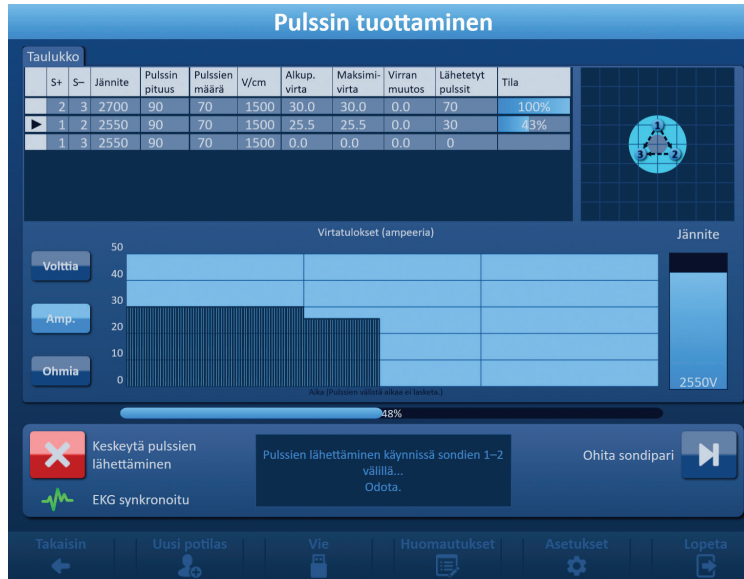 Pulssin tuottaminen
Taulukko
S+ S– Jännite Pulssin pituus Pulssien määrä V/cm Alkup. virta Maksimi-virta Virran muutos Lähetetyt pulssit Tila
2 3 2700 90 70 1500 30.0 30.0 0.0 70 100%
1 2 2550 90 70 1500 25.5 25.5 0.0 30 43%
1 3 2550 90 70 1500 0.0 0.0 0.0 0
1
3 2
Virtatulokset (ampeeria)
Jännite
50
Volttia
40
30
Amp.
20
10
Ohmia
0
2550V
Aika (Pulssien välistä aikaa ei lasketa.)
48%
Keskeytä pulssien
lähettäminen
Pulssien lähettäminen käynnissä sondien 1–2
välillä...
Odota.
Ohita sondipari
EKG synkronoitu
Takaisin Uusi potilas Vie Huomautukset Asetukset Lopeta